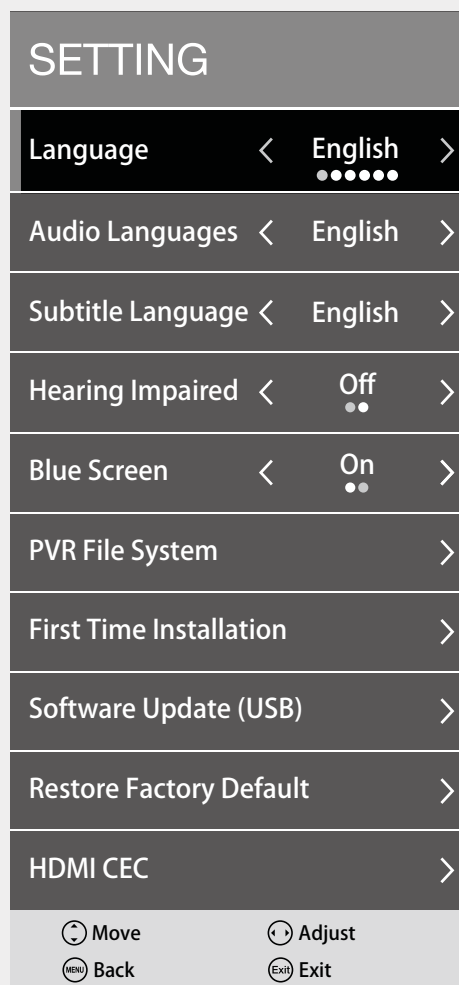 SETTING
Language < English >
Audio Languages < English >
Subtitle Language < English >
Hearing Impaired < Off >
Blue Screen < On >
PVR File System >
First Time Installation >
Software Update (USB) >
Restore Factory Default >
HDMI CEC >
Move Adjust
MENU Back Exit Exit